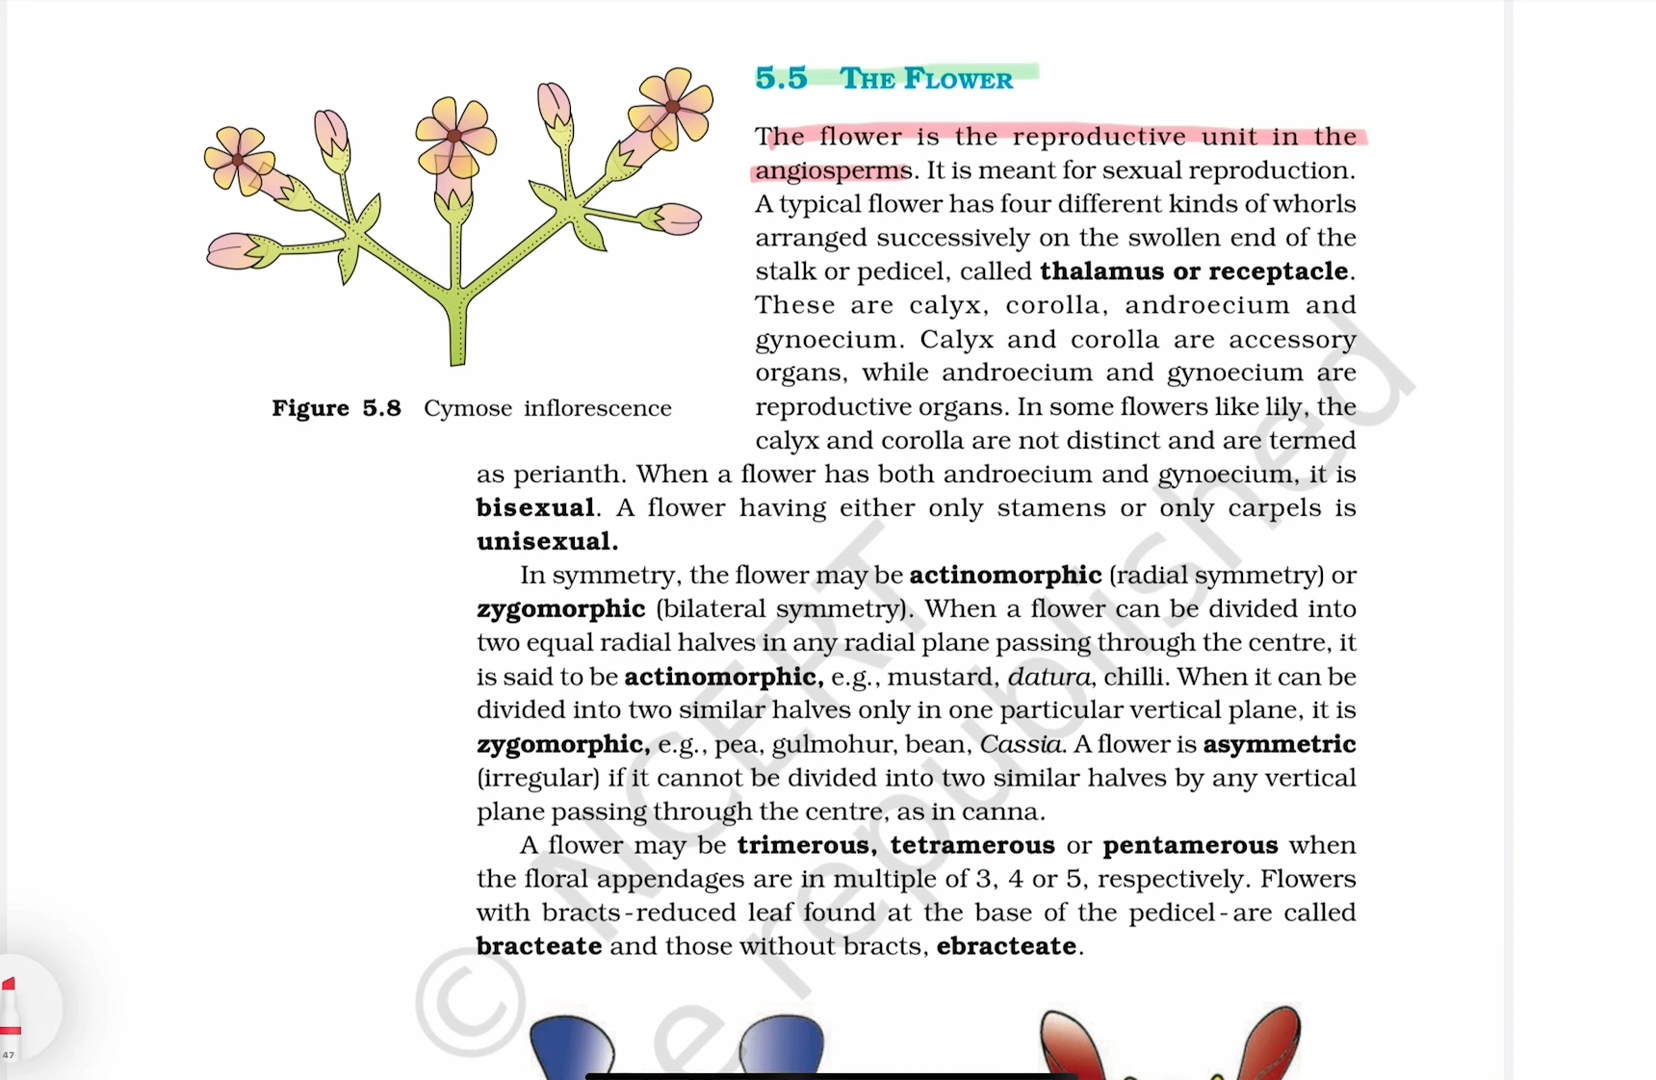 5.5 THE FLOWER
The flower is the reproductive unit in the
angiosperms. It is meant for sexual reproduction.
A typical flower has four different kinds of whorls
arranged successively on the swollen end of the
stalk or pedicel, called thalamus or receptacle.
These are calyx, corolla, androecium and
gynoecium. Calyx and corolla are accessory
organs, while androecium and gynoecium are
reproductive organs. In some flowers like lily, the
calyx and corolla are not distinct and are termed
as perianth. When a flower has both androecium and gynoecium, it is
bisexual. A flower having either only stamens or only carpels is
unisexual.
Figure 5.8 Cymose inflorescence
In symmetry, the flower may be actinomorphic (radial symmetry) or
zygomorphic (bilateral symmetry). When a flower can be divided into
two equal radial halves in any radial plane passing through the centre, it
is said to be actinomorphic, e.g., mustard, datura, chilli. When it can be
divided into two similar halves only in one particular vertical plane, it is
zygomorphic, e.g., pea, gulmohur, bean, Cassia. A flower is asymmetric
(irregular) if it cannot be divided into two similar halves by any vertical
plane passing through the centre, as in canna.
A flower may be trimerous, tetramerous or pentamerous when
the floral appendages are in multiple of 3, 4 or 5, respectively. Flowers
with bracts-reduced leaf found at the base of the pedicel-are called
bracteate and those without bracts, ebracteate.
© NCERT
e republished
47